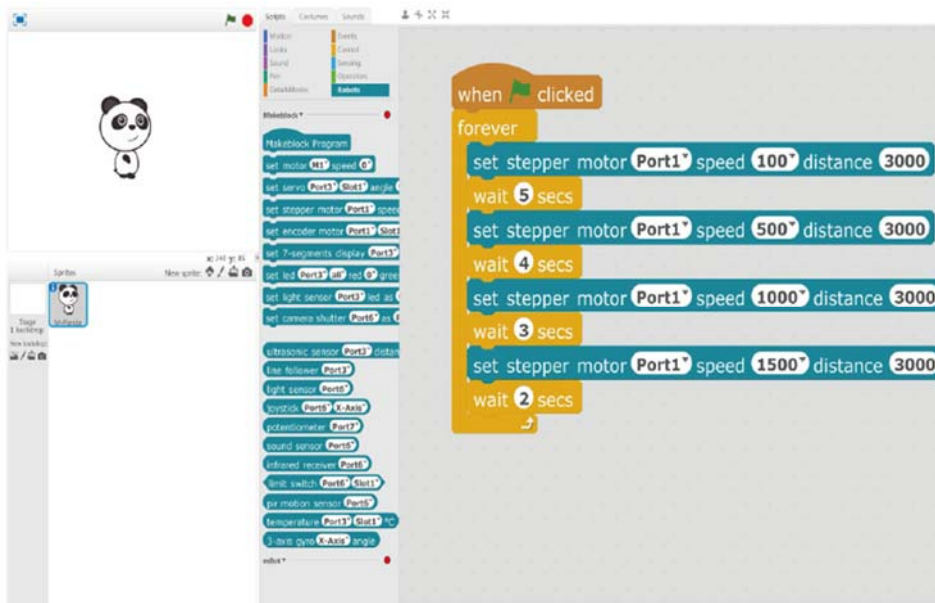 Scripts Costumes Sounds
Motion Events
Looks Control
Sound Sensing
Pen Operators
Data&Blocks Robots
Makeblock
Makeblock Program
set motor M1 speed 0
set servo Port3 Slot1 angle
set stepper motor Port1 speed
set encoder motor Port1 Slot1
set 7-segments display Port3
set led Port3 all red 0 green
set light sensor Port3 led as
set camera shutter Port6 as
ultrasonic sensor Port3 distan
line follower Port3
light sensor Port6
joystick Port6 X-Axis
potentiometer Port7
sound sensor Port6
infrared receiver Port6
limit switch Port6 Slot1
pir motion sensor Port6
temperature Port3 Slot1 °C
3-axis gyro X-Axis angle
mBot
Sprites New sprite:
Stage
1 backdrop
when clicked
forever
set stepper motor Port1 speed 100 distance 3000
wait 5 secs
set stepper motor Port1 speed 500 distance 3000
wait 4 secs
set stepper motor Port1 speed 1000 distance 3000
wait 3 secs
set stepper motor Port1 speed 1500 distance 3000
wait 2 secs